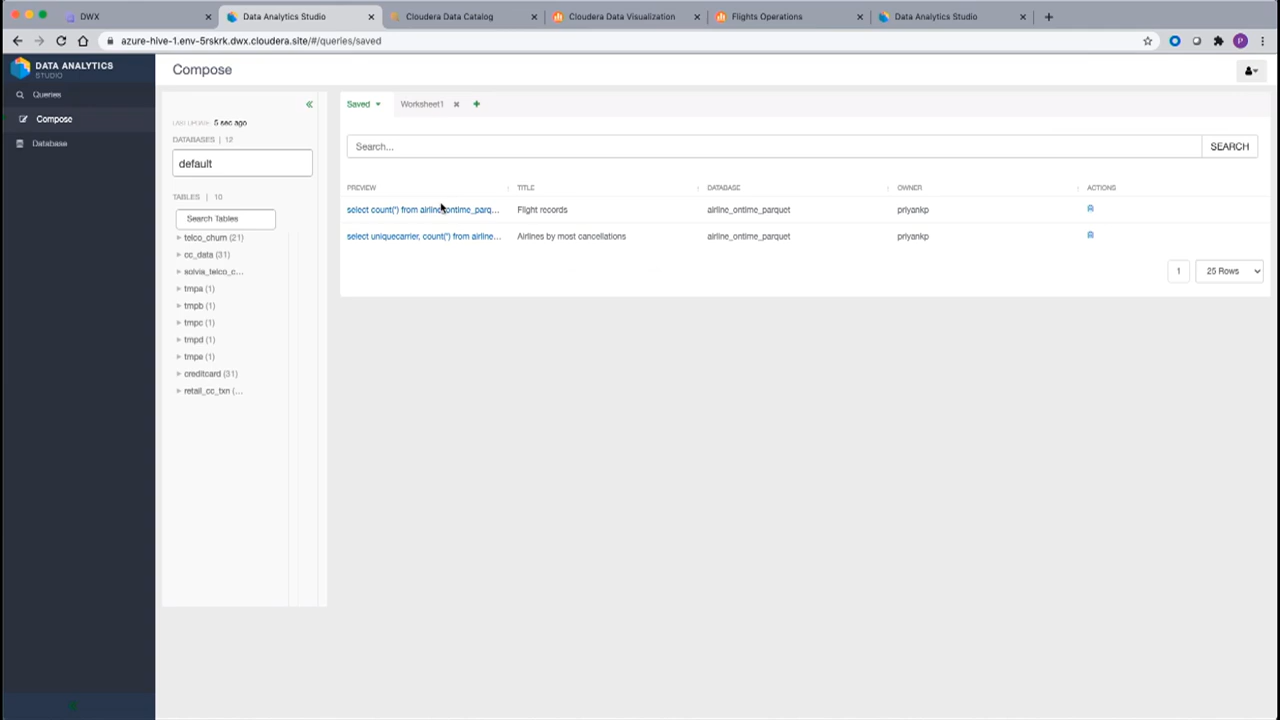 DWX
Data Analytics Studio
Cloudera Data Catalog
Cloudera Data Visualization
Flights Operations
Data Analytics Studio
azure-hive-1.env-5rskrk.dwx.cloudera.site/#/queries/saved
P
DATA ANALYTICS
STUDIO
Queries
Compose
Database
Compose
LAST UPDATE: 5 sec ago
DATABASES | 12
default
TABLES | 10
Search Tables
telco_churn (21)
cc_data (31)
solvia_telco_c...
tmpa (1)
tmpb (1)
tmpc (1)
tmpd (1)
tmpe (1)
creditcard (31)
retail_cc_txn (...
Saved
Worksheet1
Search...
SEARCH
PREVIEW TITLE DATABASE OWNER ACTIONS
select count(*) from airline_ontime_parq... Flight records airline_ontime_parquet priyankp
select uniquecarrier, count(*) from airline... Airlines by most cancellations airline_ontime_parquet priyankp
1
25 Rows